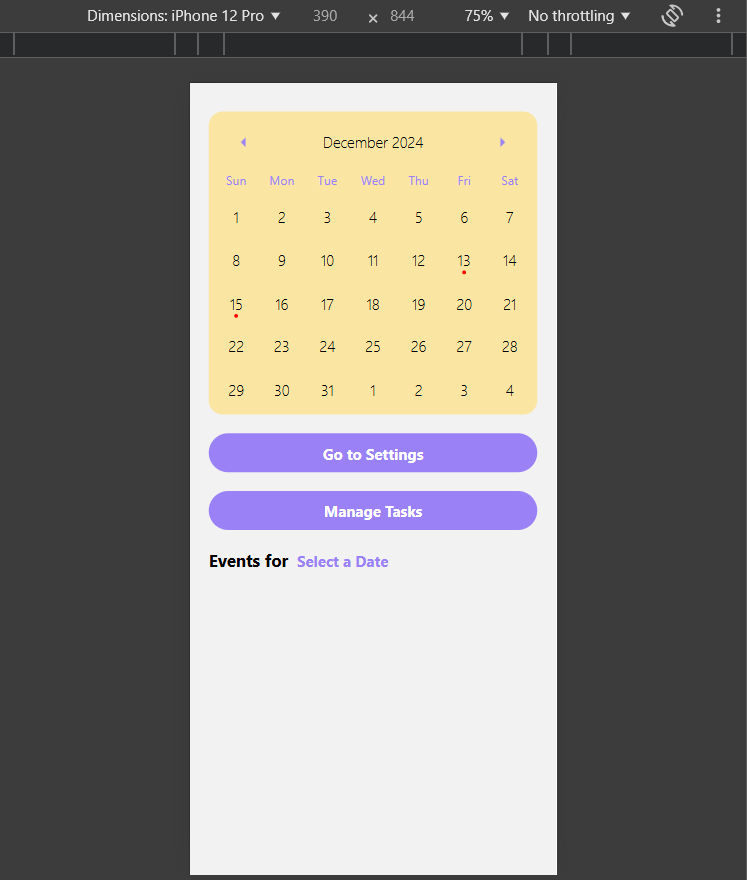 Dimensions: iPhone 12 Pro ▼ 390 × 844 75% ▼ No throttling ▼
December 2024
Sun Mon Tue Wed Thu Fri Sat
1 2 3 4 5 6 7
8 9 10 11 12 13 14
15 16 17 18 19 20 21
22 23 24 25 26 27 28
29 30 31 1 2 3 4
Go to Settings
Manage Tasks
Events for Select a Date